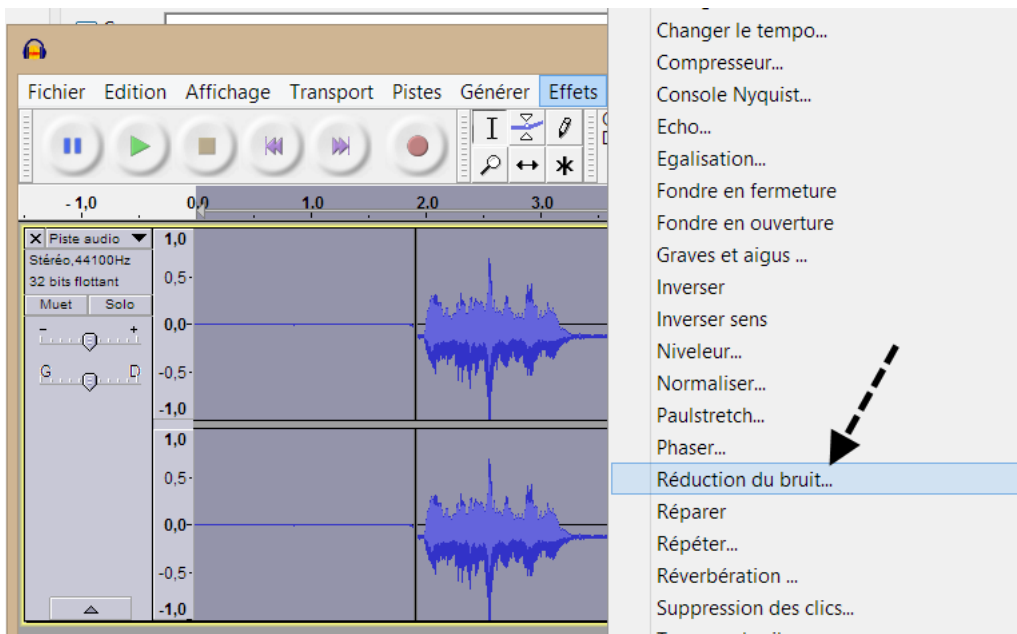 Fichier Edition Affichage Transport Pistes Générer Effets
- 1,0 0,0 1.0 2.0 3.0
X Piste audio
Stéréo,44100Hz
32 bits flottant
Muet Solo
- +
G D
1,0
0,5
0,0
-0,5
-1,0
1,0
0,5
0,0
-0,5
-1,0
Changer le tempo...
Compresseur...
Console Nyquist...
Echo...
Egalisation...
Fondre en fermeture
Fondre en ouverture
Graves et aigus ...
Inverser
Inverser sens
Niveleur...
Normaliser...
Paulstretch...
Phaser...
Réduction du bruit...
Réparer
Répéter...
Réverbération ...
Suppression des clics...